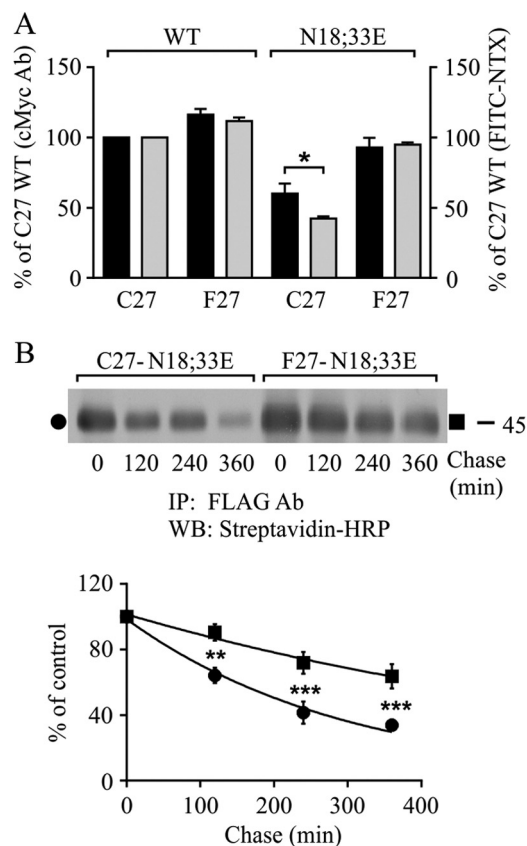 A
WT N18;33E
% of C27 WT (cMyc Ab)
150 150
100 100
50 50
0 0
*
C27 F27 C27 F27
% of C27 WT (FITC-NTX)
B
C27-N18;33E F27-N18;33E
45
0 120 240 360 0 120 240 360 Chase (min)
IP: FLAG Ab
WB: Streptavidin-HRP
% of control
120
80
40
0
** *** ***
0 100 200 300 400
Chase (min)